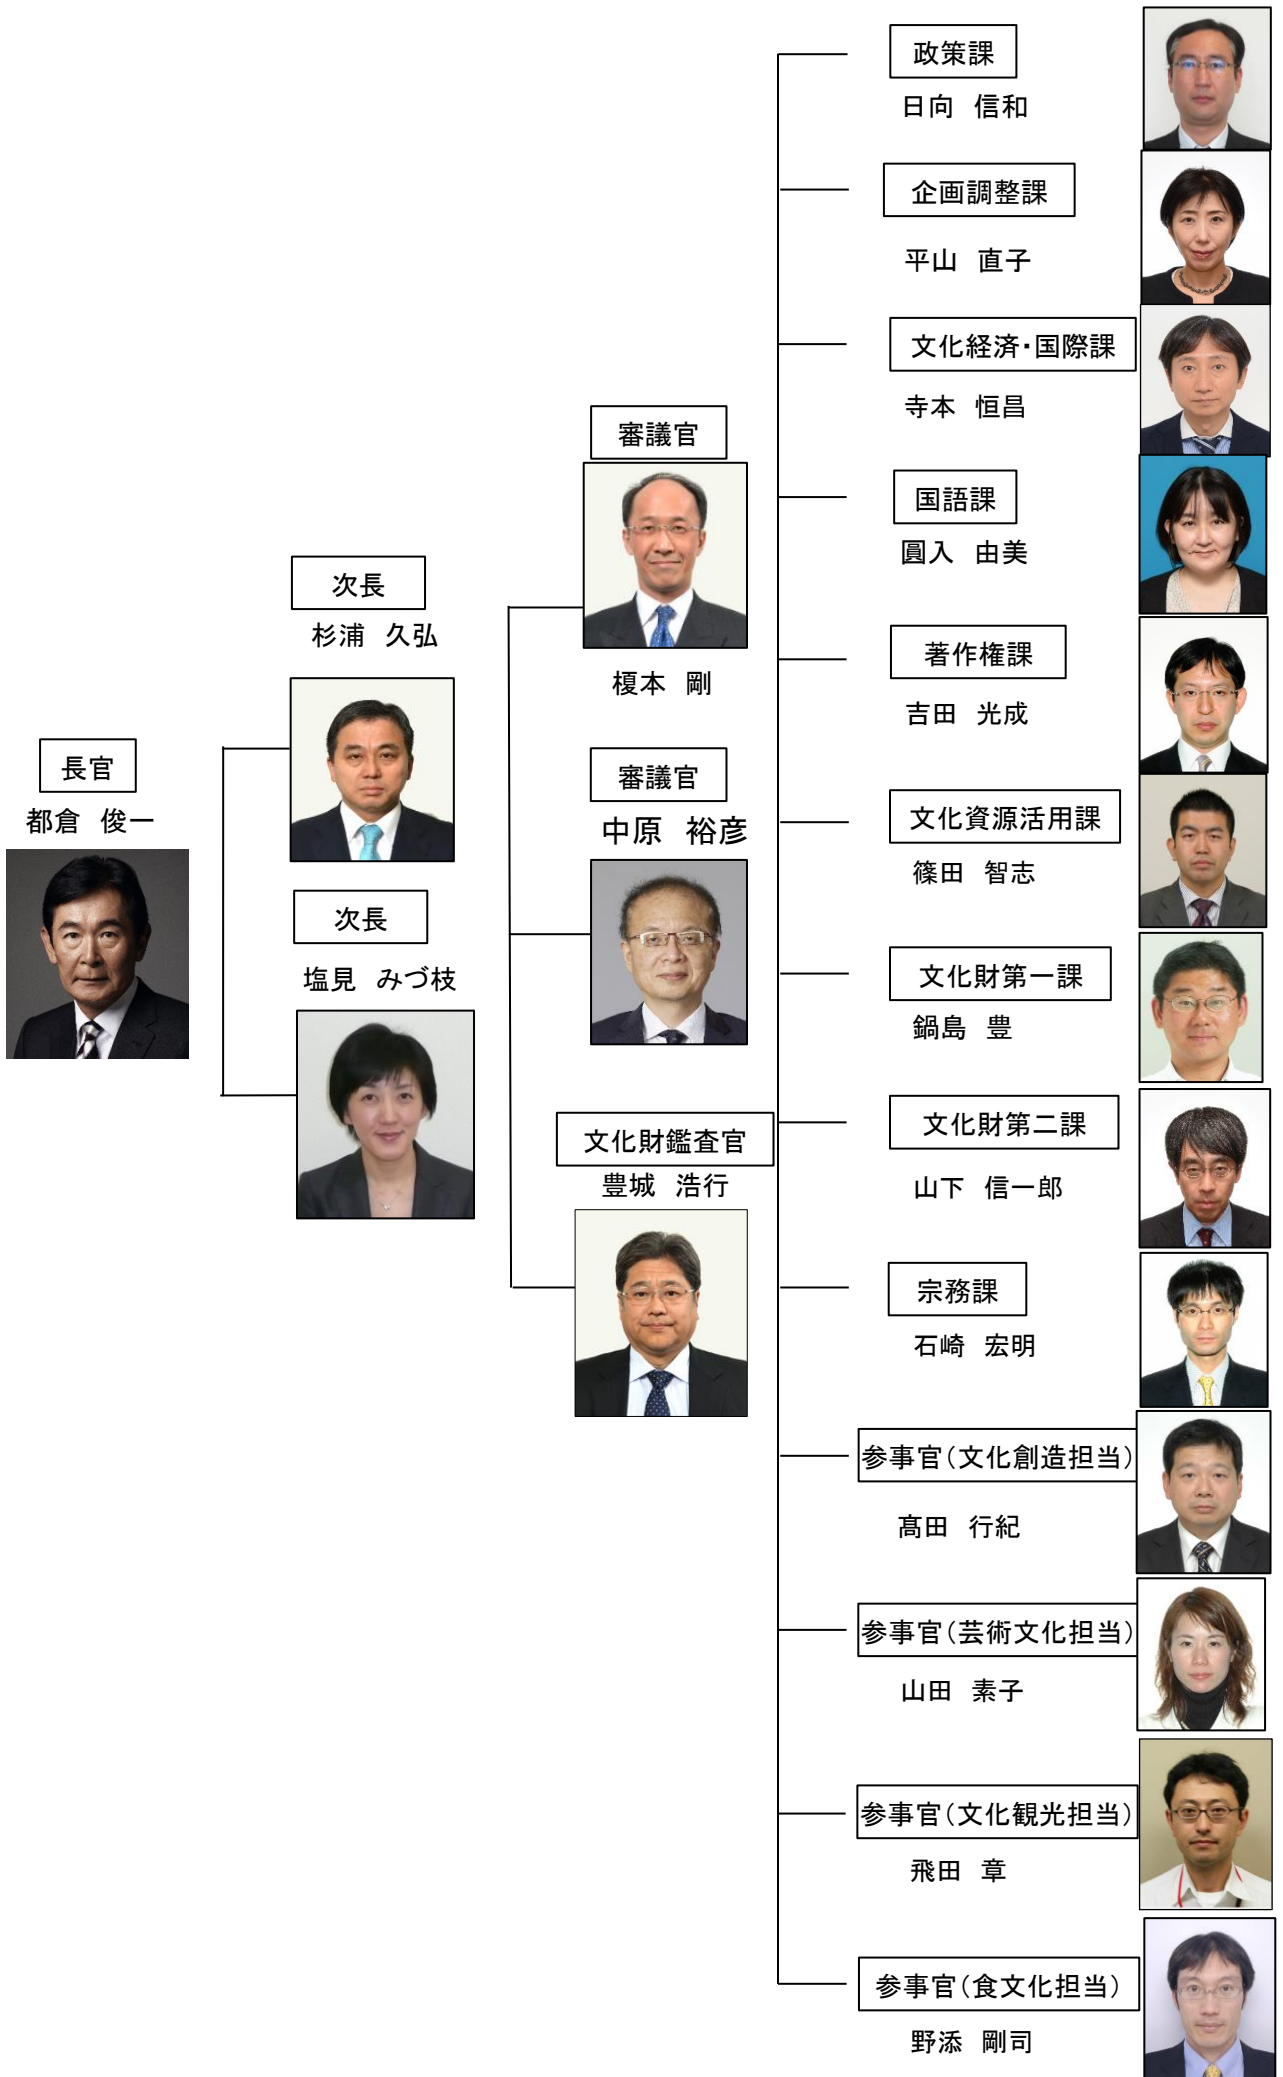 長官
都倉　俊一
次長
杉浦　久弘
次長
塩見　みづ枝
審議官
榎本　剛
審議官
中原　裕彦
文化財鑑査官
豊城　浩行
政策課
日向　信和
企画調整課
平山　直子
文化経済・国際課
寺本　恒昌
国語課
圓入　由美
著作権課
吉田　光成
文化資源活用課
篠田　智志
文化財第一課
鍋島　豊
文化財第二課
山下　信一郎
宗務課
石崎　宏明
参事官（文化創造担当）
髙田　行紀
参事官（芸術文化担当）
山田　素子
参事官（文化観光担当）
飛田　章
参事官（食文化担当）
野添　剛司